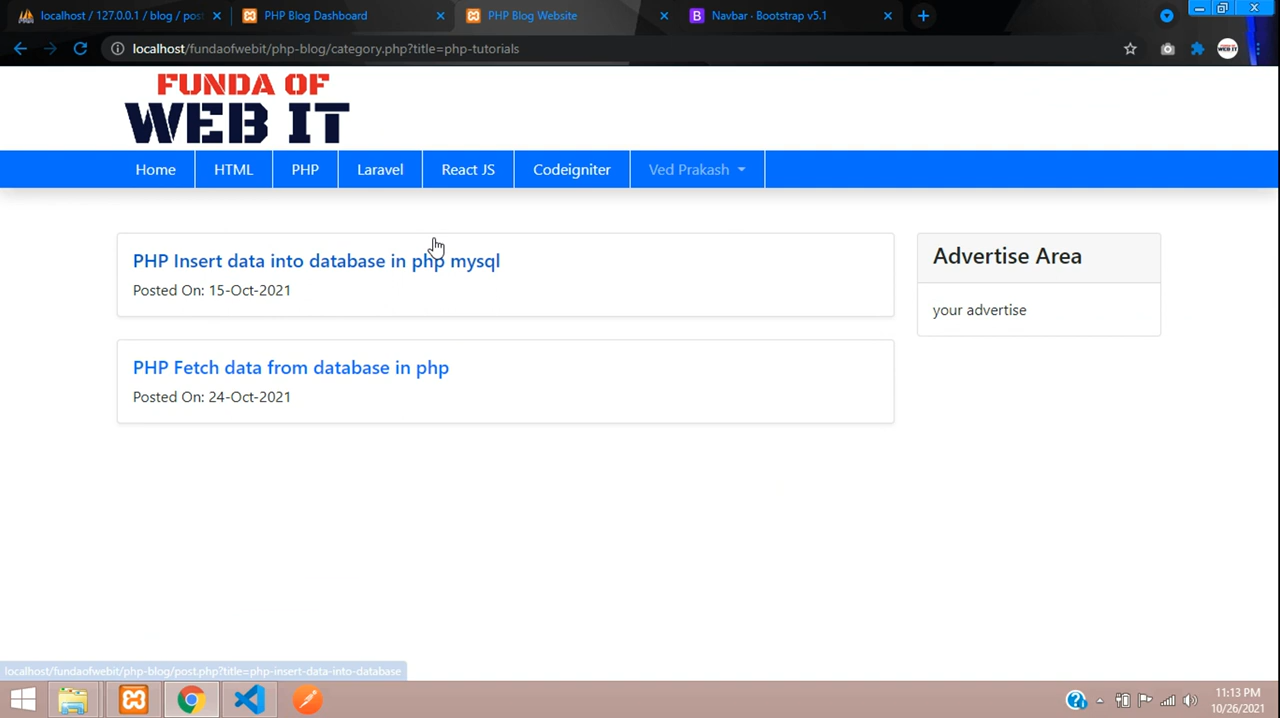 localhost / 127.0.0.1 / blog / pos
PHP Blog Dashboard
PHP Blog Website
Navbar · Bootstrap v5.1
localhost/fundaofwebit/php-blog/category.php?title=php-tutorials
FUNDA OF
WEB IT
Home
HTML
PHP
Laravel
React JS
Codeigniter
Ved Prakash
PHP Insert data into database in php mysql
Posted On: 15-Oct-2021
Advertise Area
your advertise
PHP Fetch data from database in php
Posted On: 24-Oct-2021
localhost/fundaofwebit/php-blog/post.php?title=php-insert-data-into-database
11:13 PM
10/26/2021